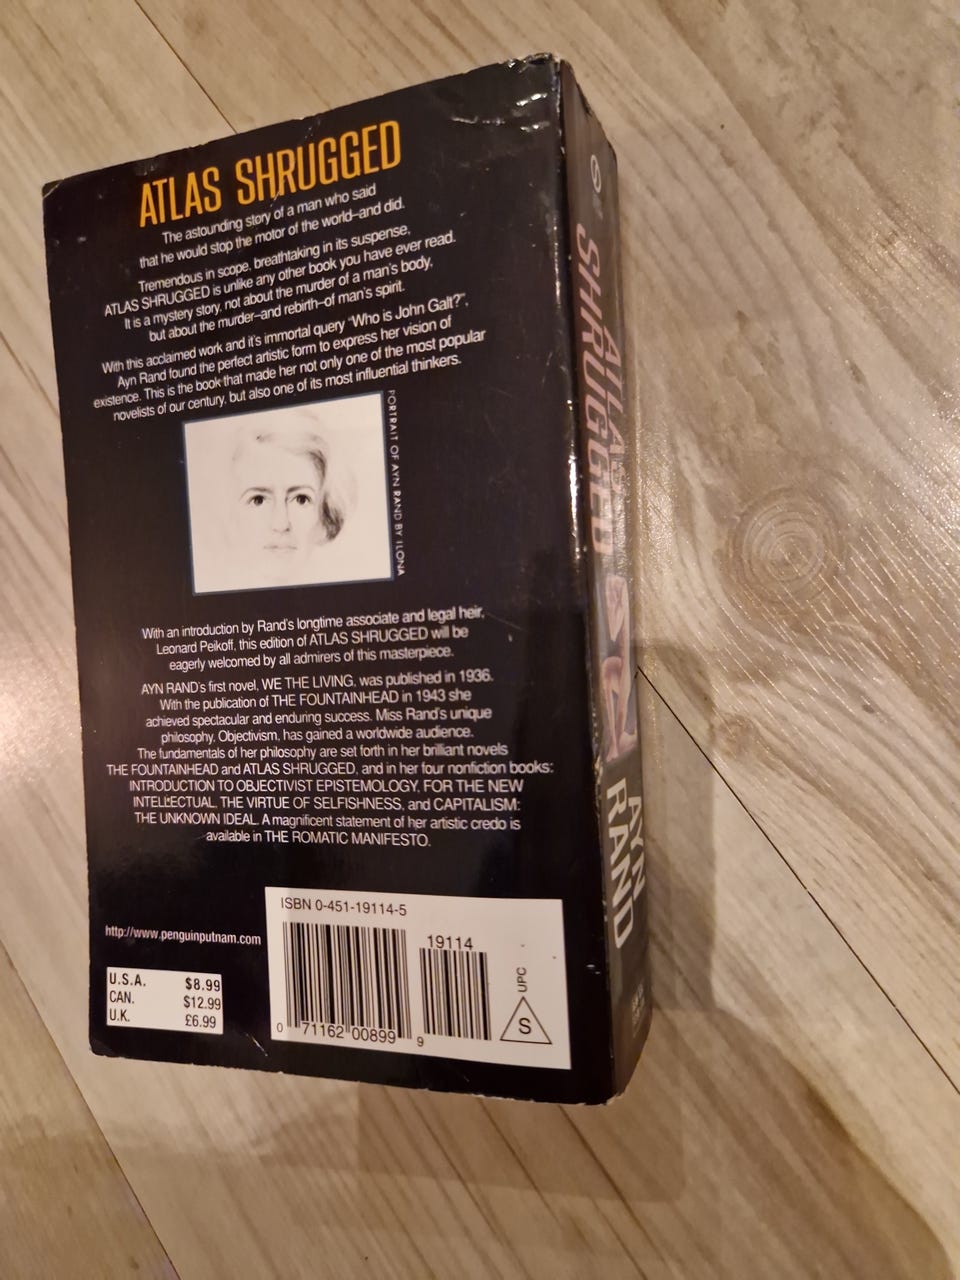 ATLAS SHRUGGED
The astounding story of a man who said
that he would stop the motor of the world—and did.
Tremendous in scope, breathtaking in its suspense,
ATLAS SHRUGGED is unlike any other book you have ever read.
It is a mystery story, not about the murder of a man's body,
but about the murder—and rebirth—of man's spirit.
With this acclaimed work and it's immortal query "Who is John Galt?",
Ayn Rand found the perfect artistic form to express her vision of
existence. This is the book that made her not only one of the most popular
novelists of our century, but also one of its most influential thinkers.
PORTRAIT OF AYN RAND BY ILONA
With an introduction by Rand's longtime associate and legal heir,
Leonard Peikoff, this edition of ATLAS SHRUGGED will be
eagerly welcomed by all admirers of this masterpiece.
AYN RAND's first novel, WE THE LIVING, was published in 1936.
With the publication of THE FOUNTAINHEAD in 1943 she
achieved spectacular and enduring success. Miss Rand's unique
philosophy, Objectivism, has gained a worldwide audience.
The fundamentals of her philosophy are set forth in her brilliant novels
THE FOUNTAINHEAD and ATLAS SHRUGGED, and in her four nonfiction books:
INTRODUCTION TO OBJECTIVIST EPISTEMOLOGY, FOR THE NEW
INTELLECTUAL, THE VIRTUE OF SELFISHNESS, and CAPITALISM:
THE UNKNOWN IDEAL. A magnificent statement of her artistic credo is
available in THE ROMATIC MANIFESTO.
http://www.penguinputnam.com
U.S.A. $8.99
CAN. $12.99
U.K. £6.99
ISBN 0-451-19114-5
19114
0 71162 00899 9
UPC
S
ATLAS
SHRUGGED
AYN
RAND